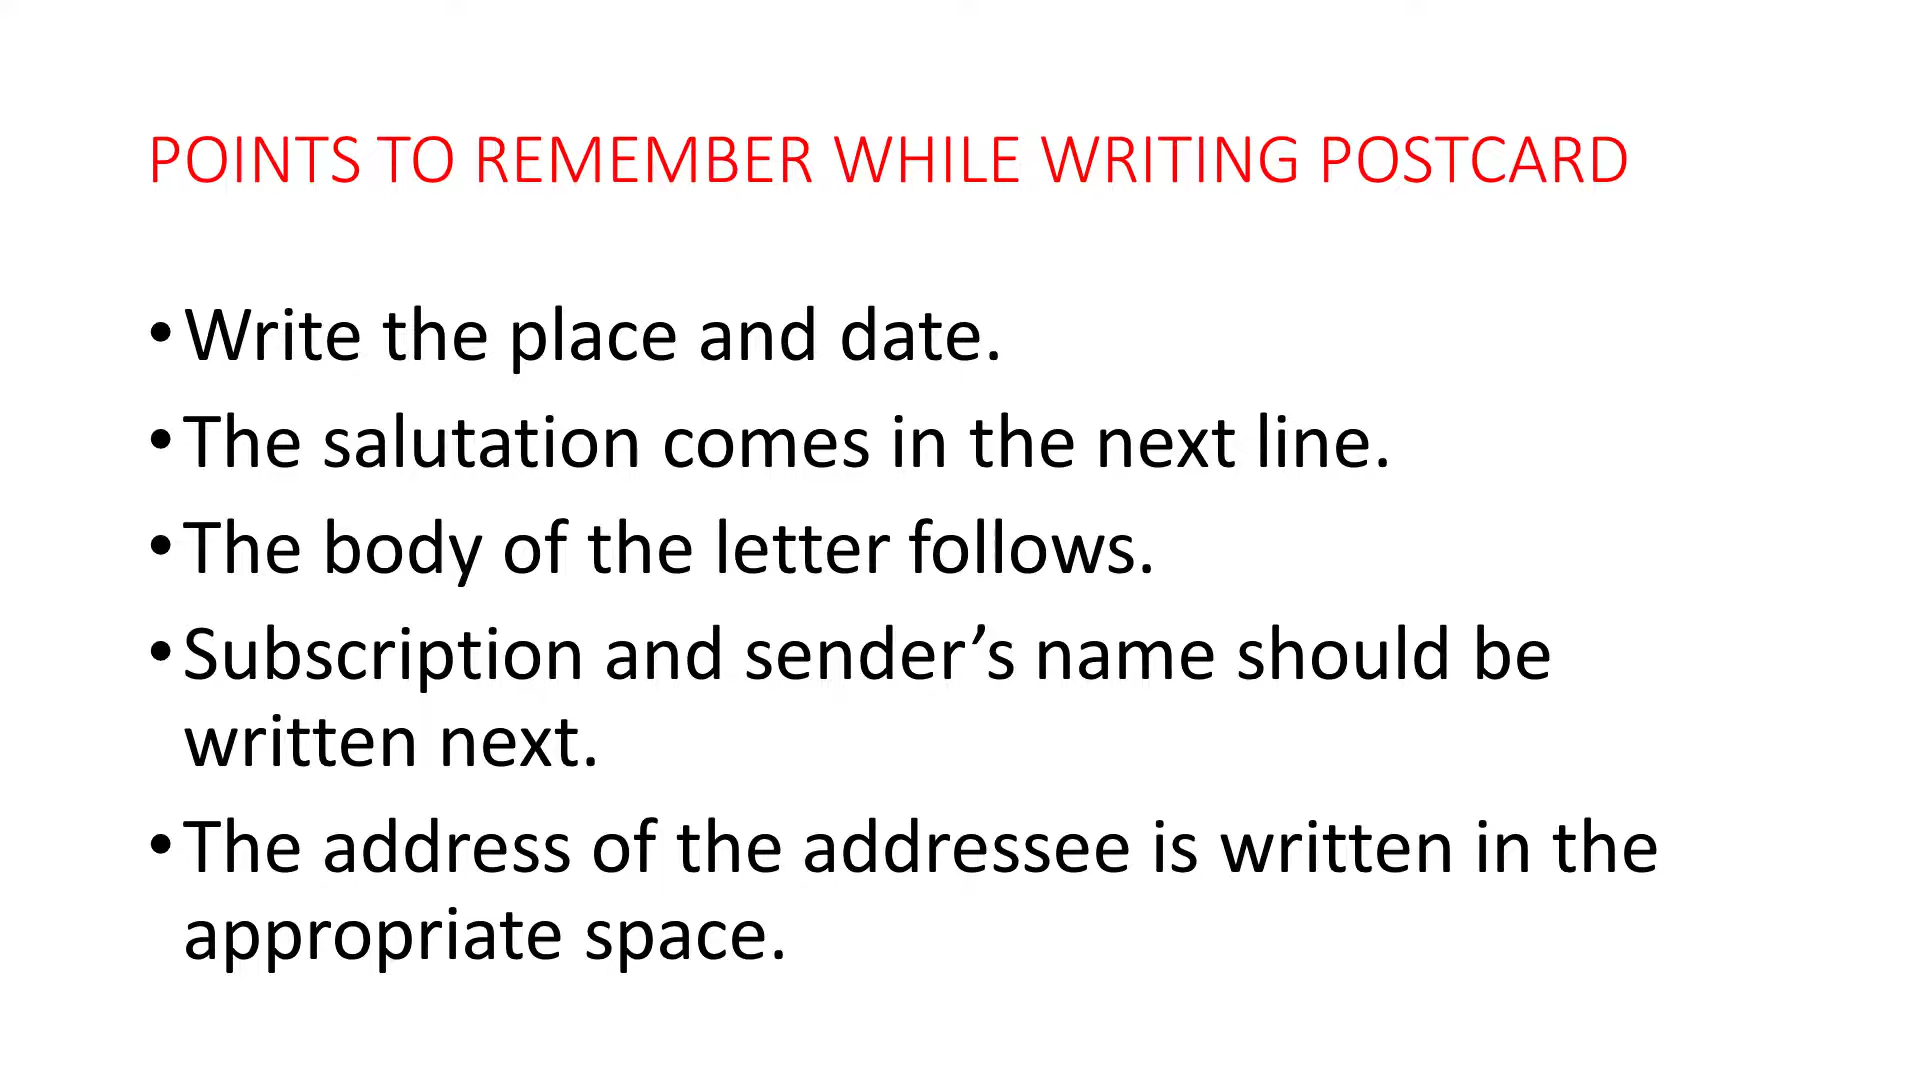 POINTS TO REMEMBER WHILE WRITING POSTCARD
•Write the place and date.
•The salutation comes in the next line.
•The body of the letter follows.
•Subscription and sender’s name should be
written next.
•The address of the addressee is written in the
appropriate space.